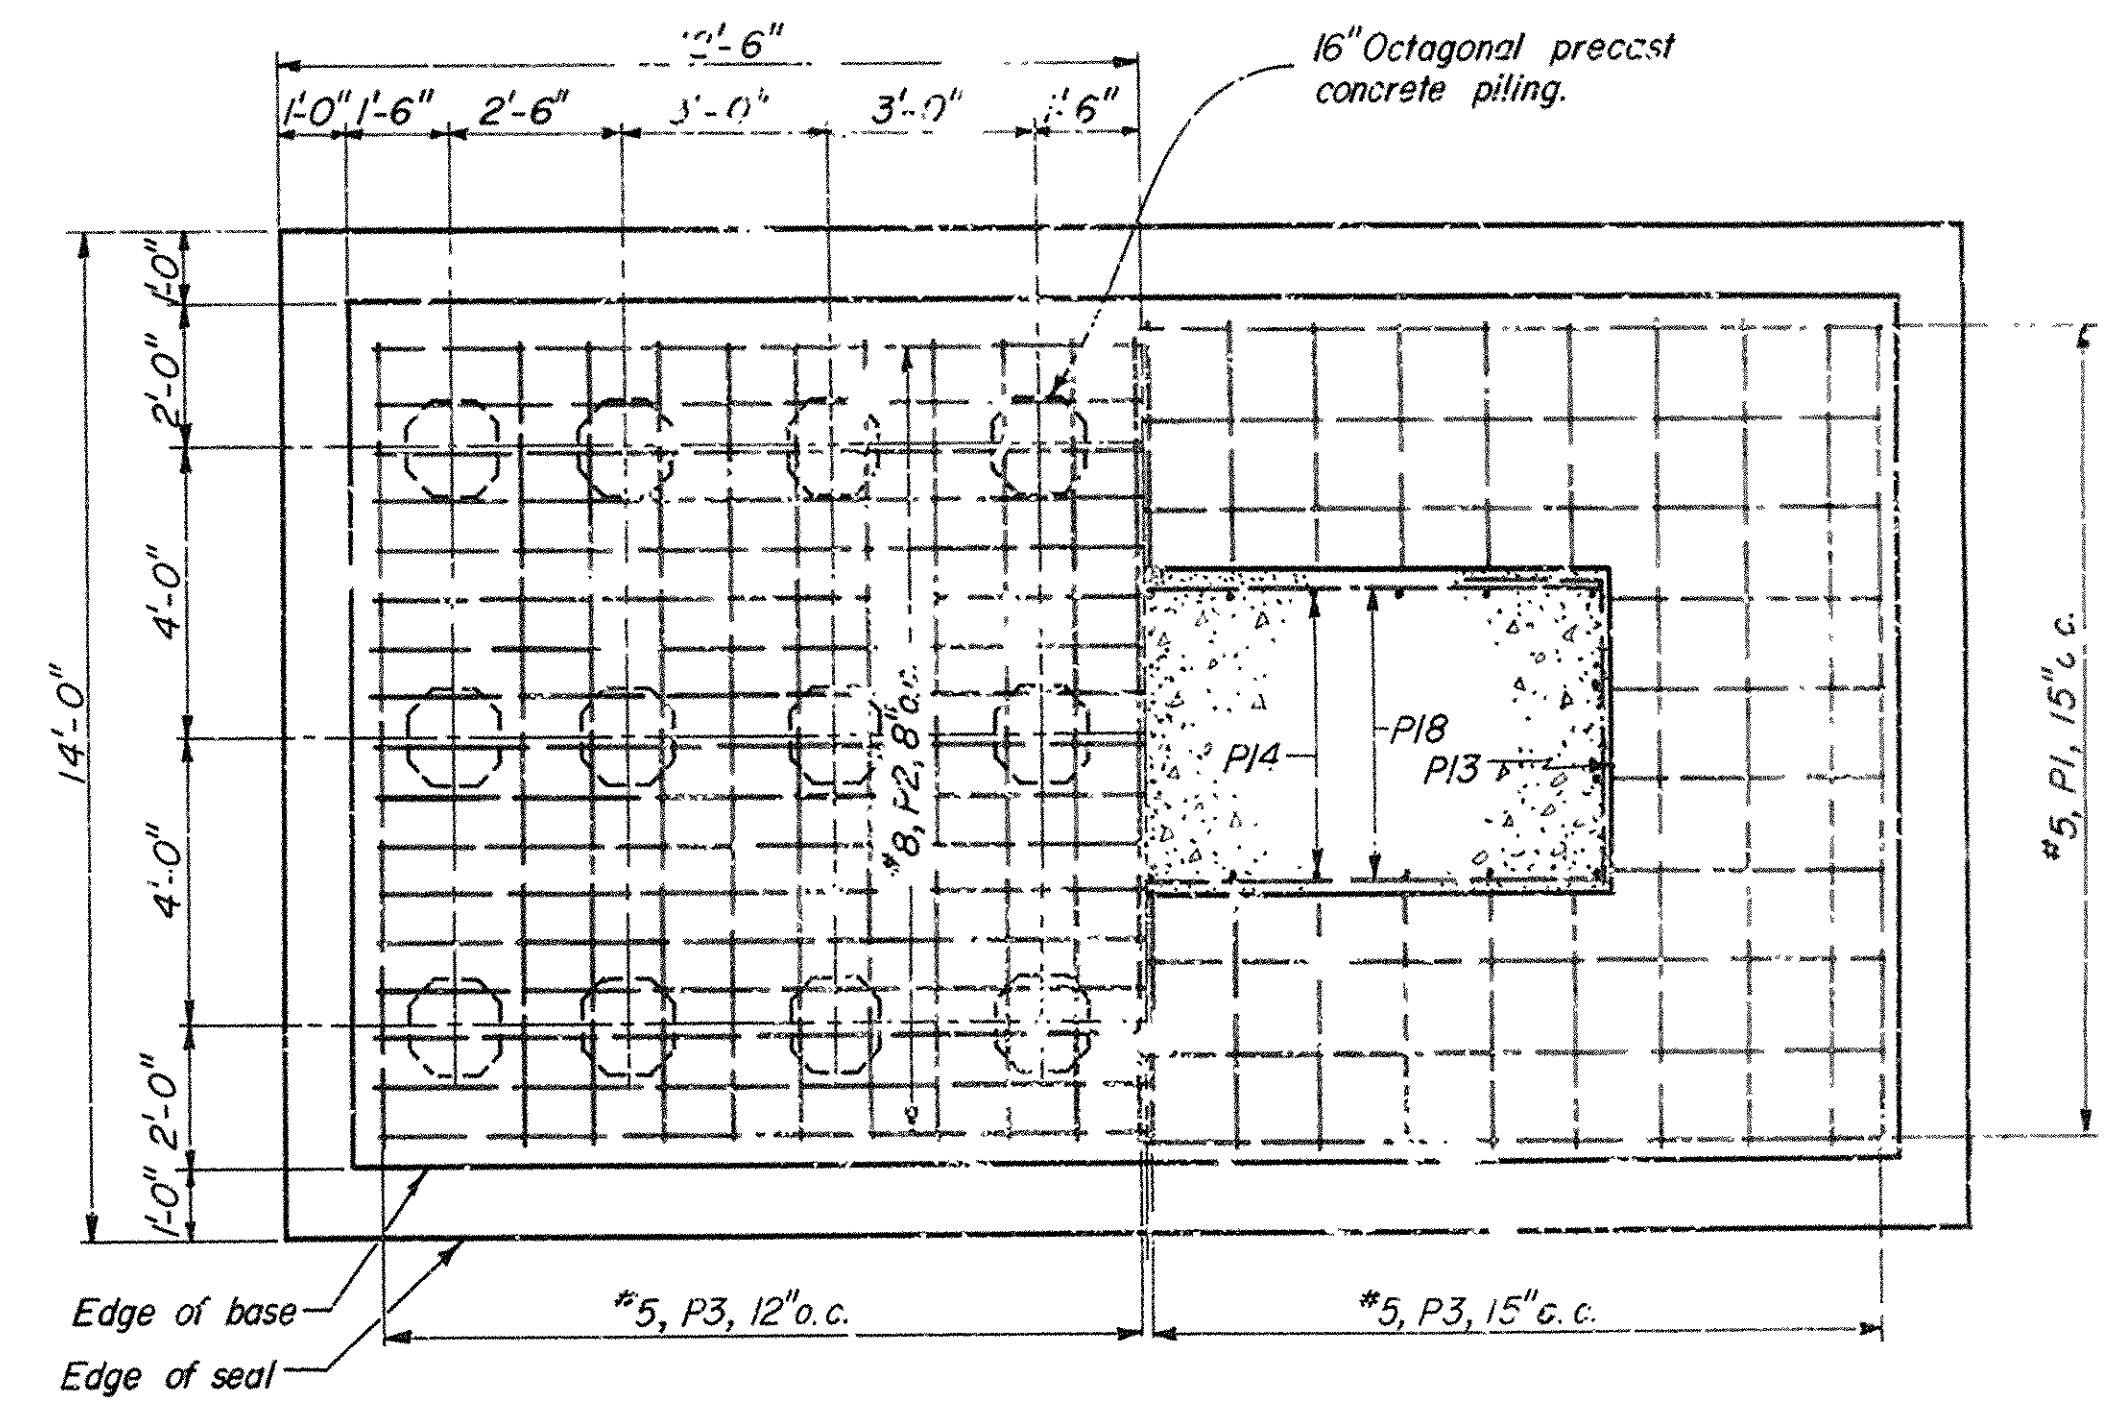 16" Octagonal precast
concrete piling.
1'-0"
1'-6"
2'-6"
3'-0"
3'-0"
1'-0"
2'-0"
4'-0"
4'-0"
2'-0"
1'-0"
14'-0"
#8, P2, 8" o.c.
P14
P18
P13
#5, P1, 15"
Edge of base
Edge of seal
#5, P3, 12" o.c.
#5, P3, 15"